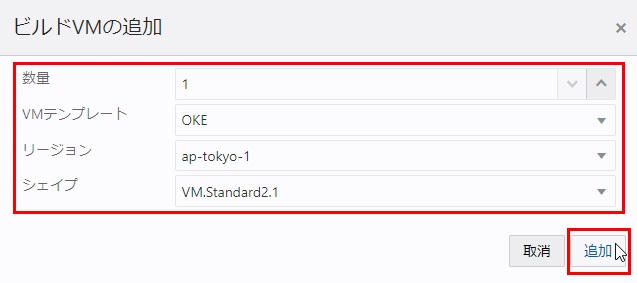 ビルドVMの追加
数量 1
VMテンプレート OKE
リージョン ap-tokyo-1
シェイプ VM.Standard2.1
取消 追加